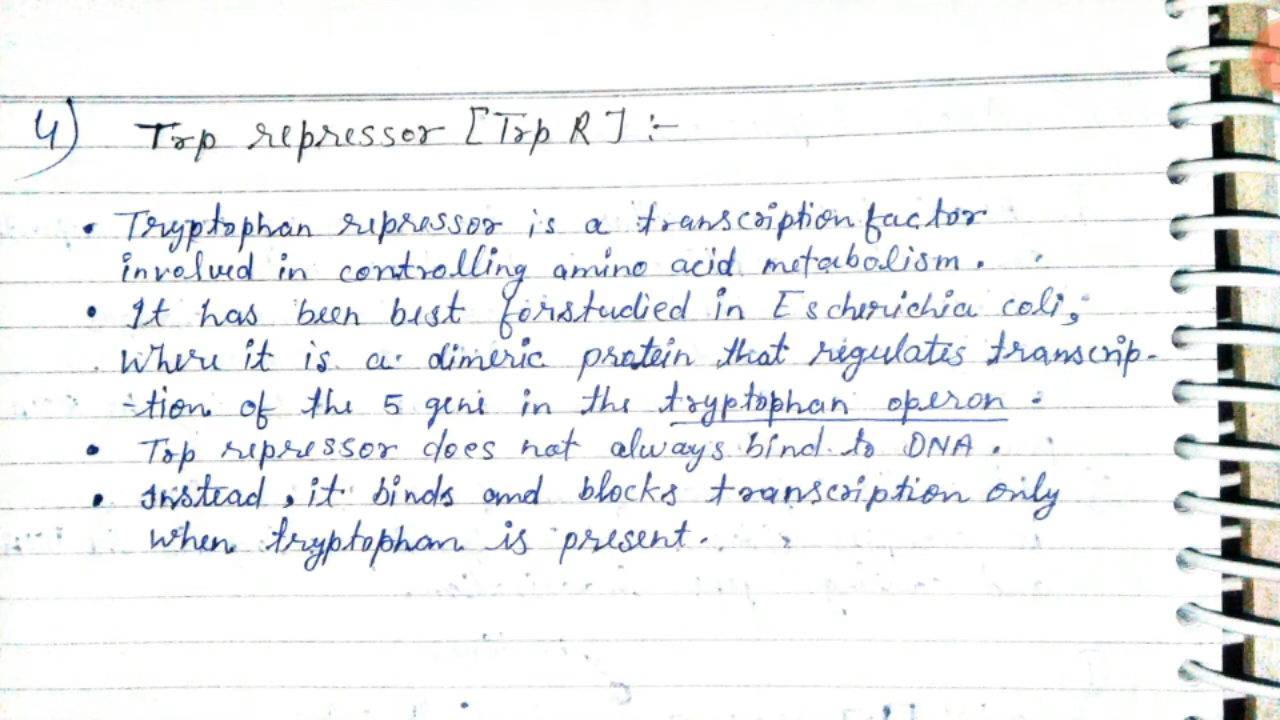 4) Trp repressor [Trp R] :-
• Tryptophan repressor is a transcription factor
involved in controlling amino acid metabolism.
• It has been best forstudied in Escherichia coli,
Where it is a dimeric protein that regulates transcrip-
-tion of the 5 gene in the tryptophan operon.
• Trp repressor does not always bind to DNA.
• Instead, it binds and blocks transcription only
when tryptophan is present.